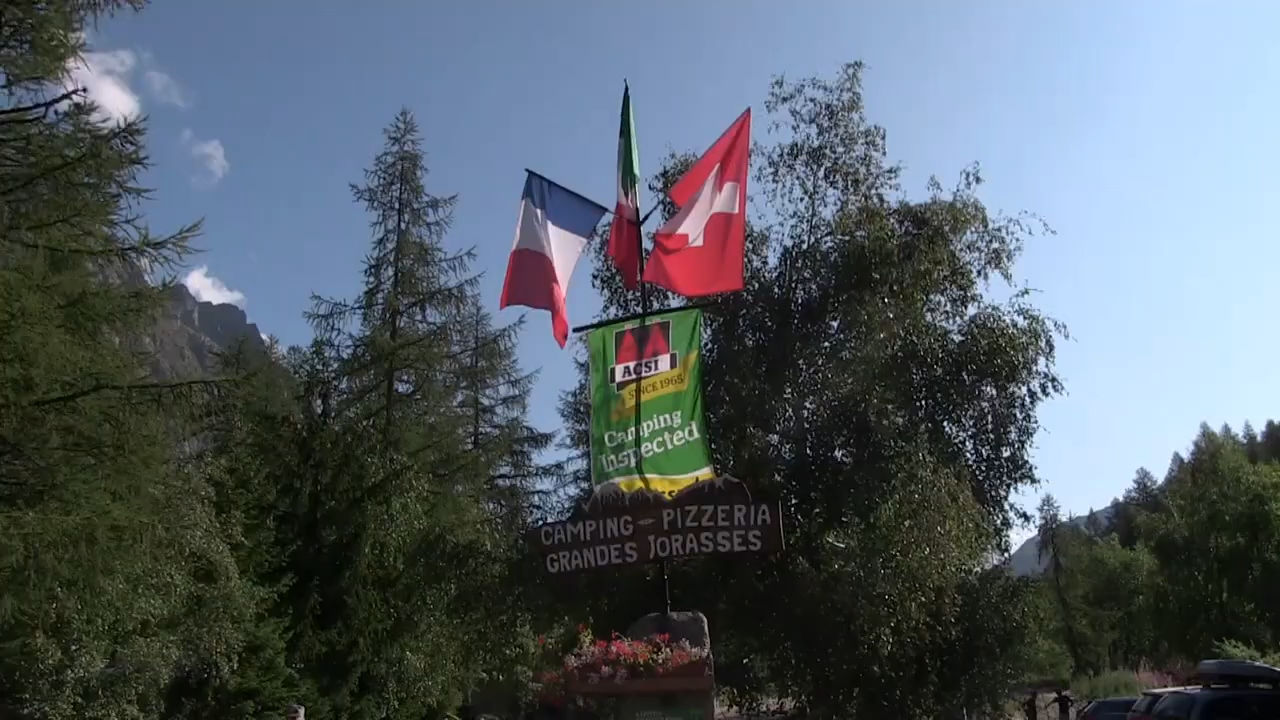 ACSI
SINCE 1965
Camping
Inspected
CAMPING - PIZZERIA
GRANDES JORASSES